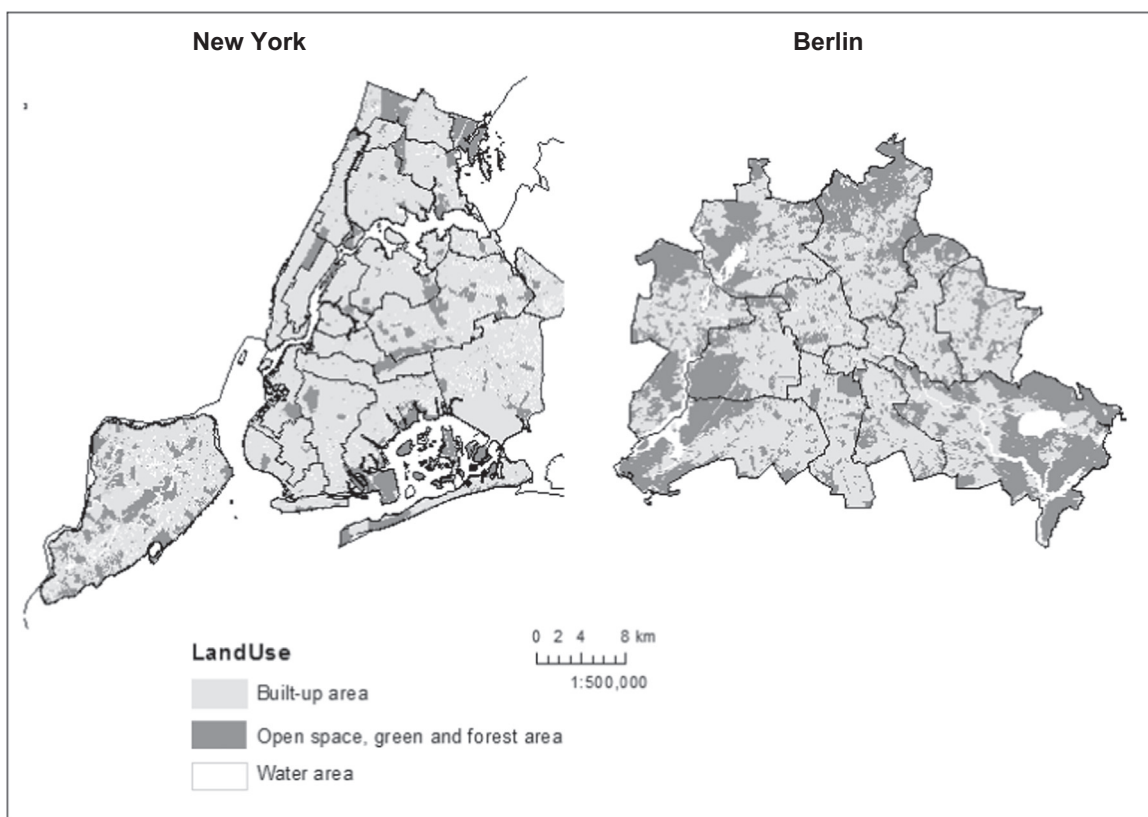 New York
Berlin
LandUse
Built-up area
Open space, green and forest area
Water area
0 2 4 8 km
1:500,000